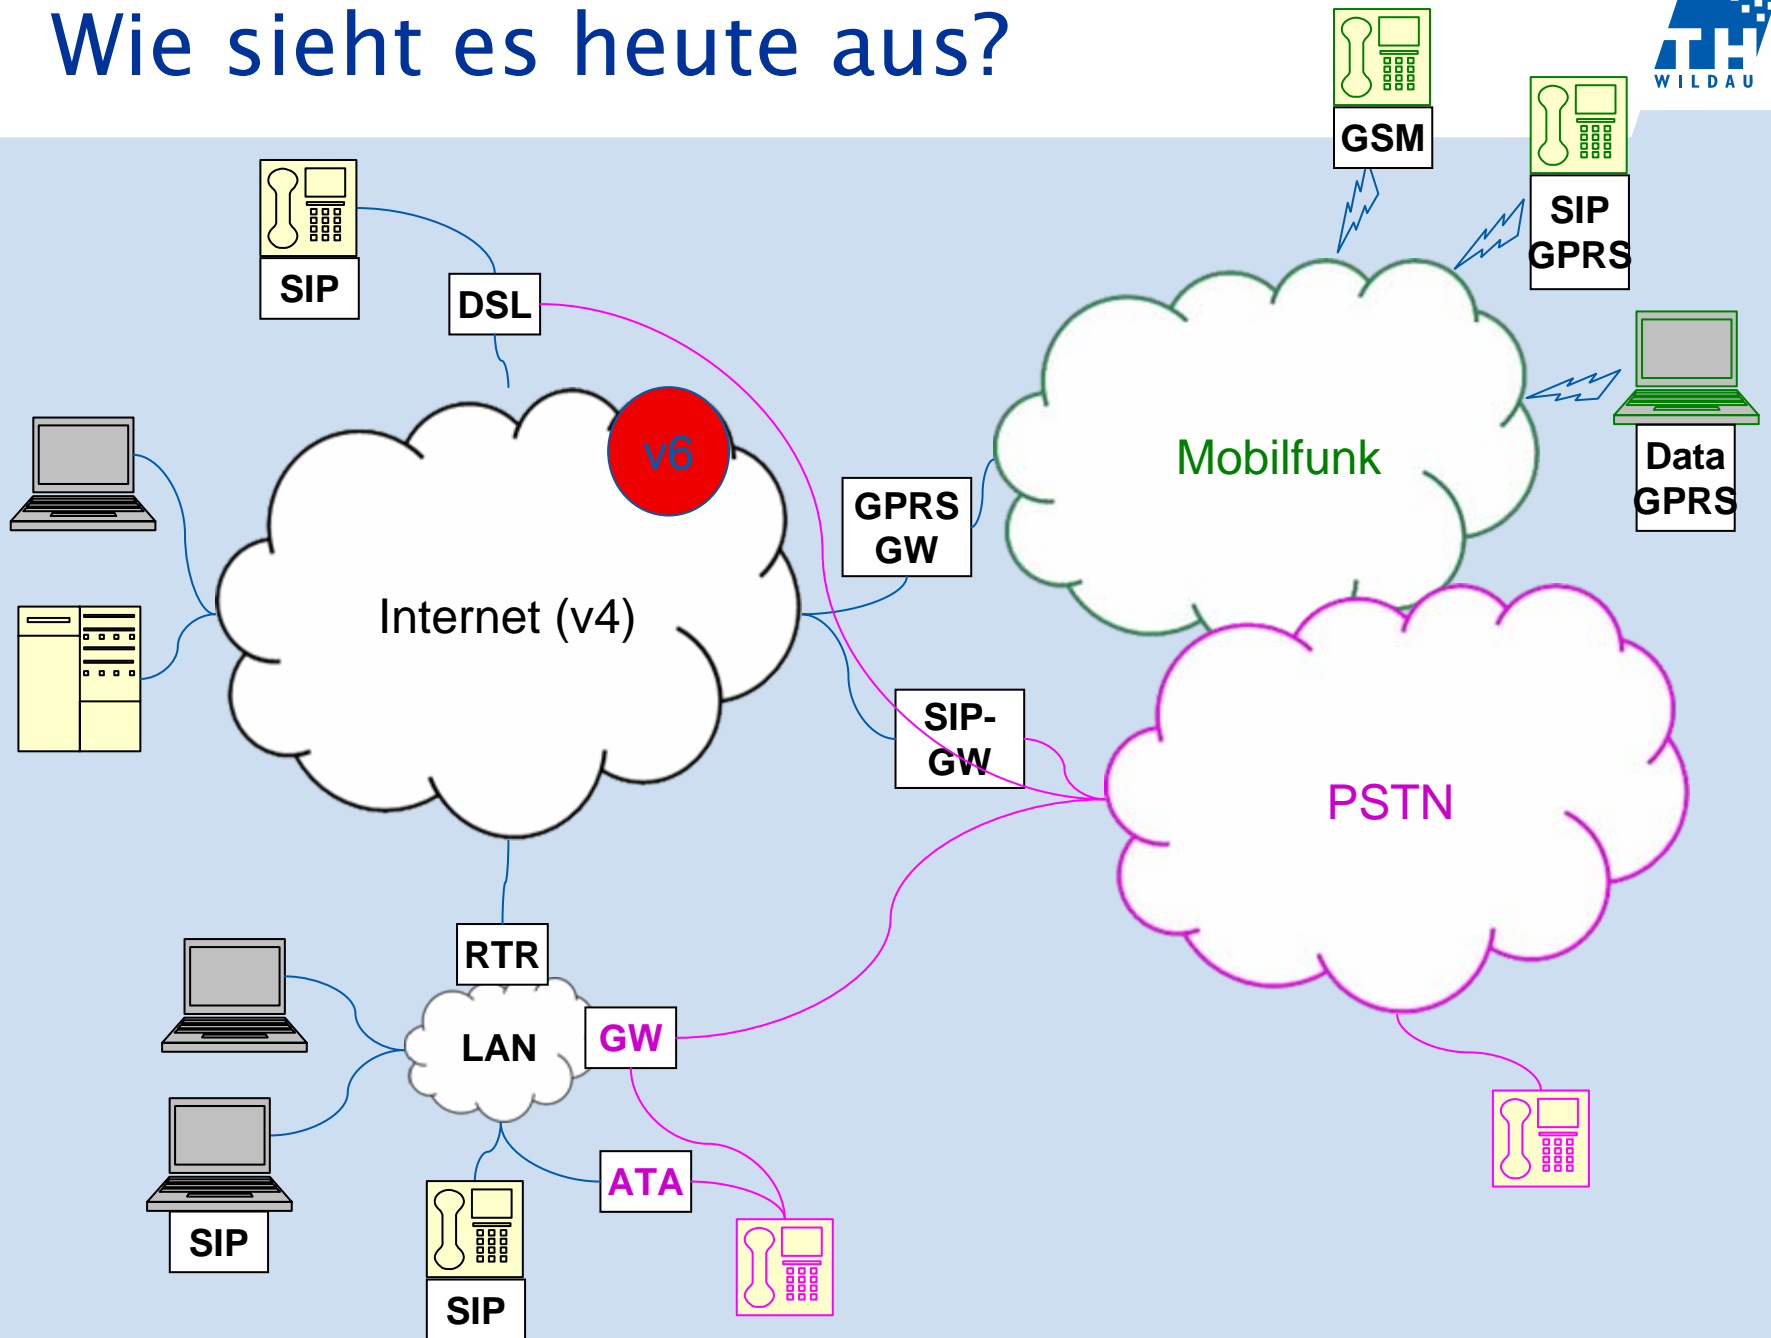 Wie sieht es heute aus?
TH
WILDAU
GSM
SIP
GPRS
SIP
DSL
v6
Mobilfunk
Data
GPRS
GPRS
GW
Internet (v4)
SIP-
GW
PSTN
RTR
LAN
GW
ATA
SIP
SIP